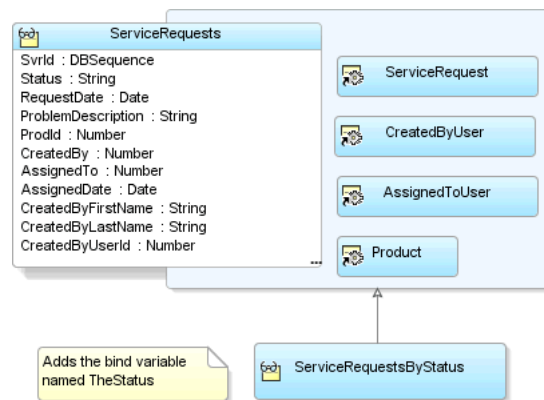 ServiceRequests
SvrId : DBSequence
Status : String
RequestDate : Date
ProblemDescription : String
ProdId : Number
CreatedBy : Number
AssignedTo : Number
AssignedDate : Date
CreatedByFirstName : String
CreatedByLastName : String
CreatedByUserId : Number
...
ServiceRequest
CreatedByUser
AssignedToUser
Product
Adds the bind variable
named TheStatus
ServiceRequestsByStatus